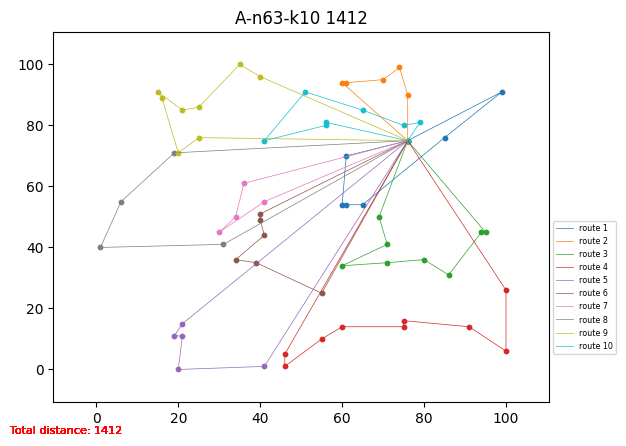 A-n63-k10 1412
100
80
60
40
20
0
0 20 40 60 80 100
route 1
route 2
route 3
route 4
route 5
route 6
route 7
route 8
route 9
route 10
Total distance: 1412